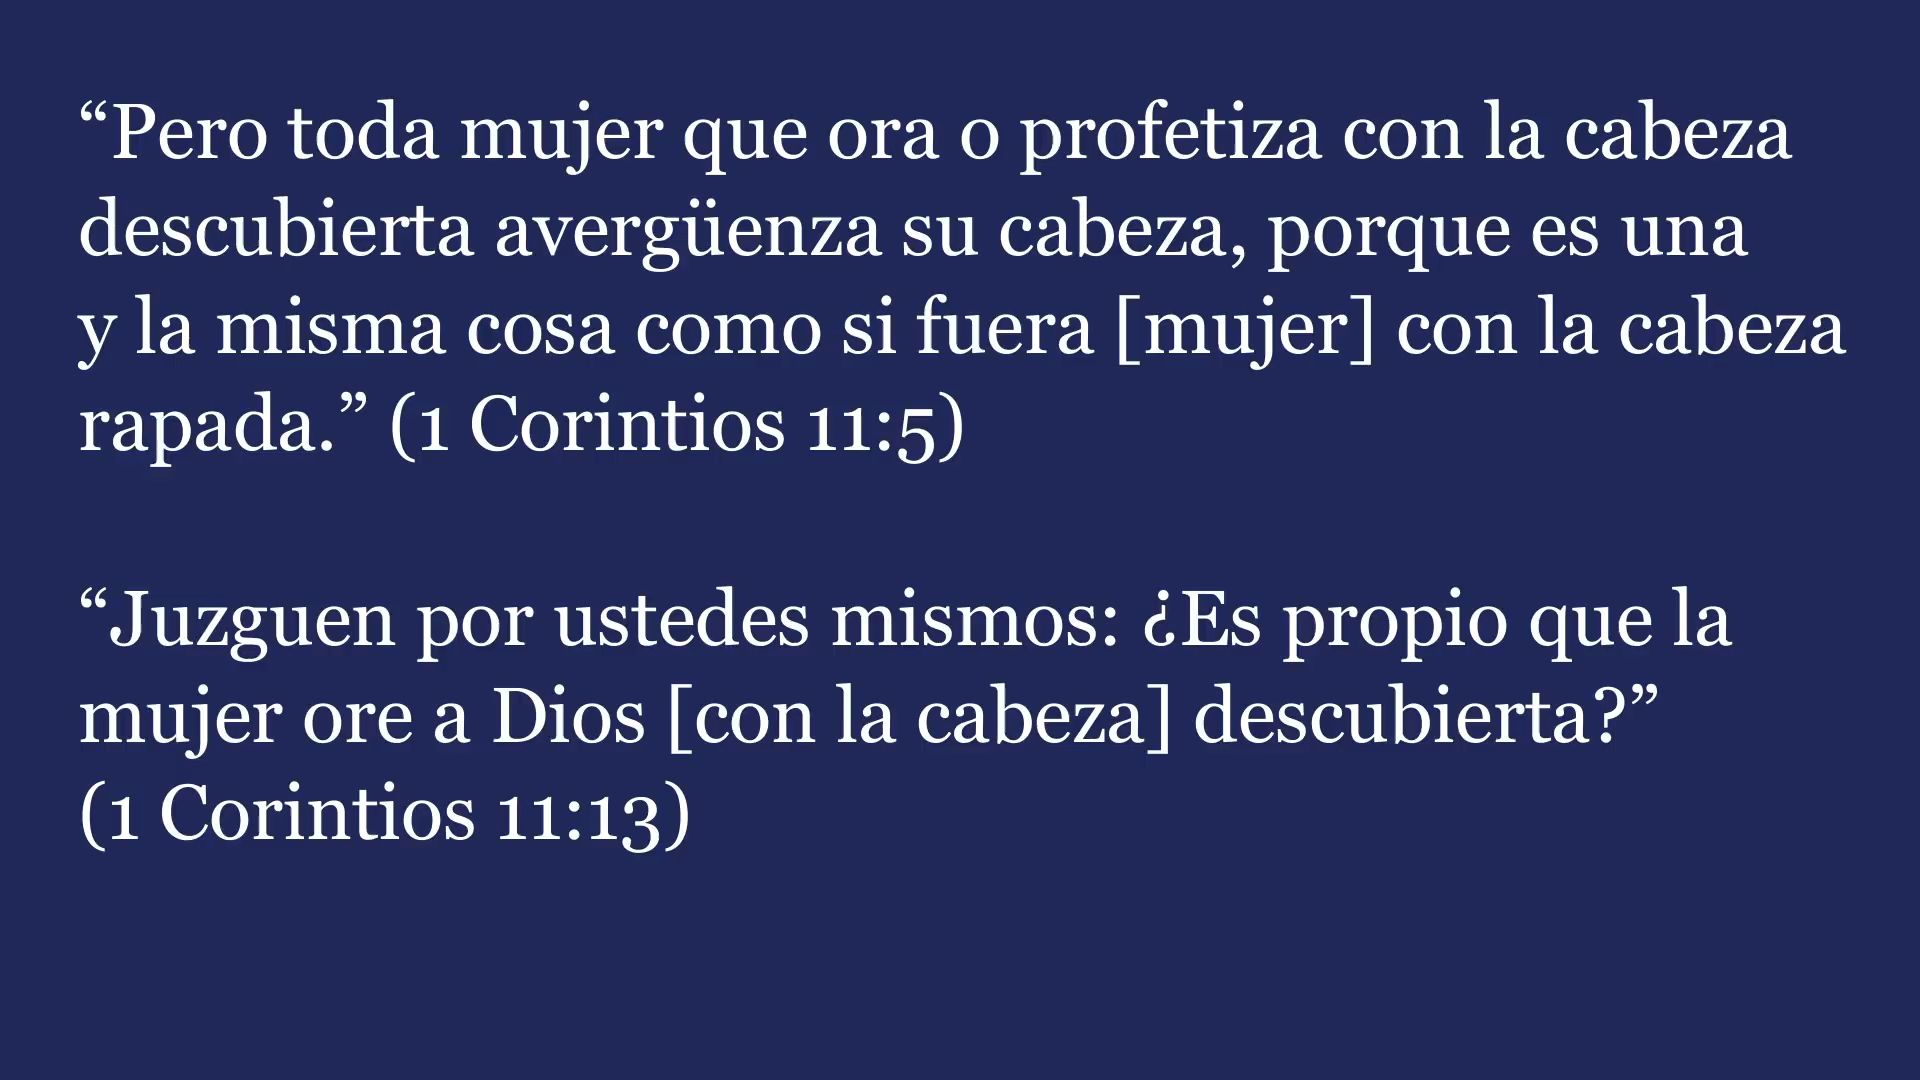 “Pero toda mujer que ora o profetiza con la cabeza
descubierta avergüenza su cabeza, porque es una
y la misma cosa como si fuera [mujer] con la cabeza
rapada.” (1 Corintios 11:5)
“Juzguen por ustedes mismos: ¿Es propio que la
mujer ore a Dios [con la cabeza] descubierta?”
(1 Corintios 11:13)